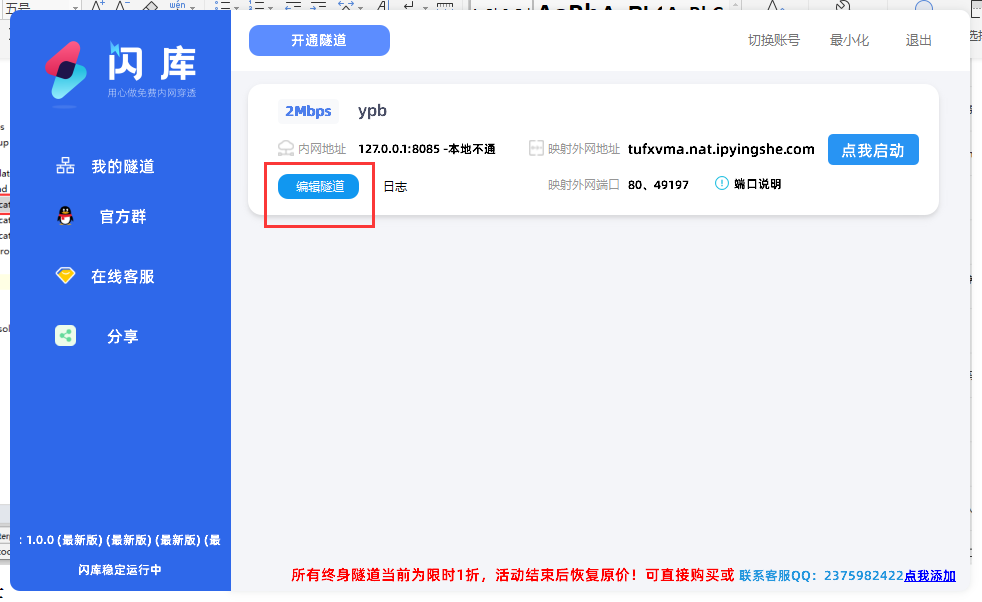 闪 库
用心做免费内网穿透
我的隧道
官方群
在线客服
分享
: 1.0.0 (最新版) (最新版) (最新版) (最
闪库稳定运行中
开通隧道
切换账号 最小化 退出
2Mbps ypb
内网地址 127.0.0.1:8085 -本地不通 映射外网地址 tufxvma.nat.ipyingshe.com 点我启动
编辑隧道 日志 映射外网端口 80、49197 端口说明
所有终身隧道当前为限时1折，活动结束后恢复原价！可直接购买或 联系客服QQ：2375982422点我添加